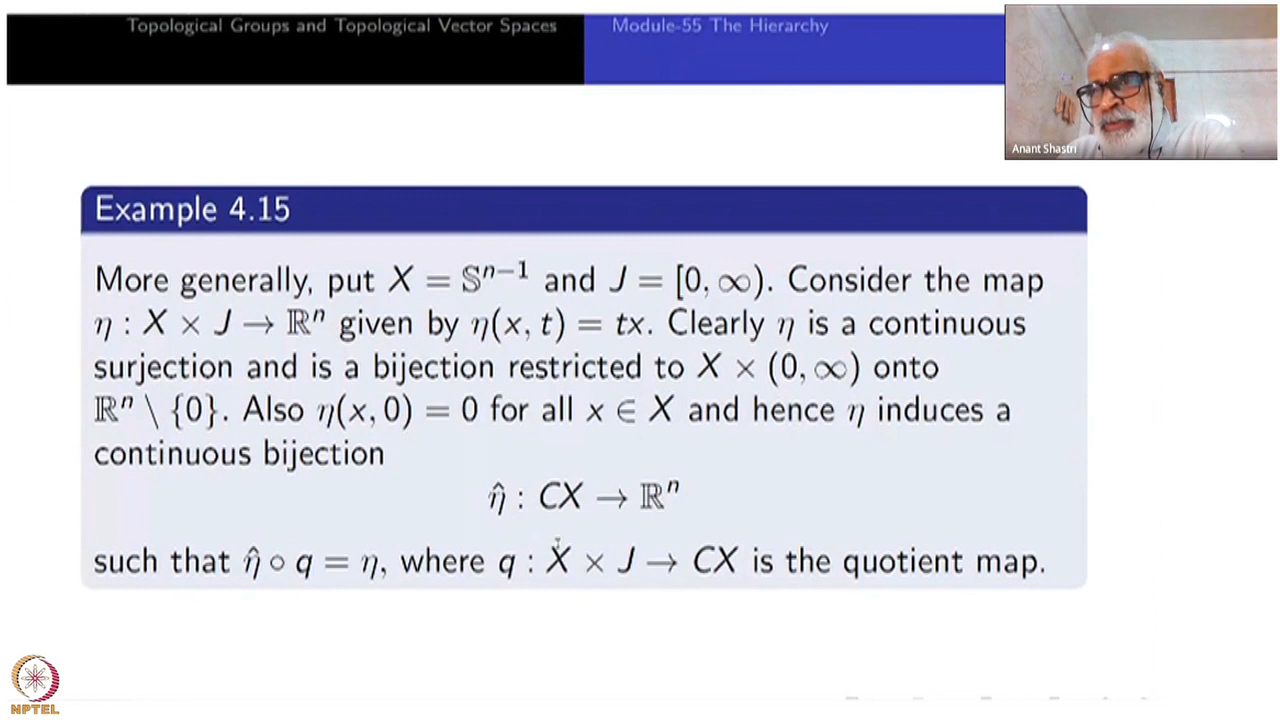 Topological Groups and Topological Vector Spaces
Module-55 The Hierarchy
Anant Shastri
Example 4.15
More generally, put X = 𝕊ⁿ⁻¹ and J = [0, ∞). Consider the map
η : X × J → ℝⁿ given by η(x, t) = tx. Clearly η is a continuous
surjection and is a bijection restricted to X × (0, ∞) onto
ℝⁿ \ {0}. Also η(x, 0) = 0 for all x ∈ X and hence η induces a
continuous bijection
η̂ : CX → ℝⁿ
such that η̂ ∘ q = η, where q : X × J → CX is the quotient map.
NPTEL